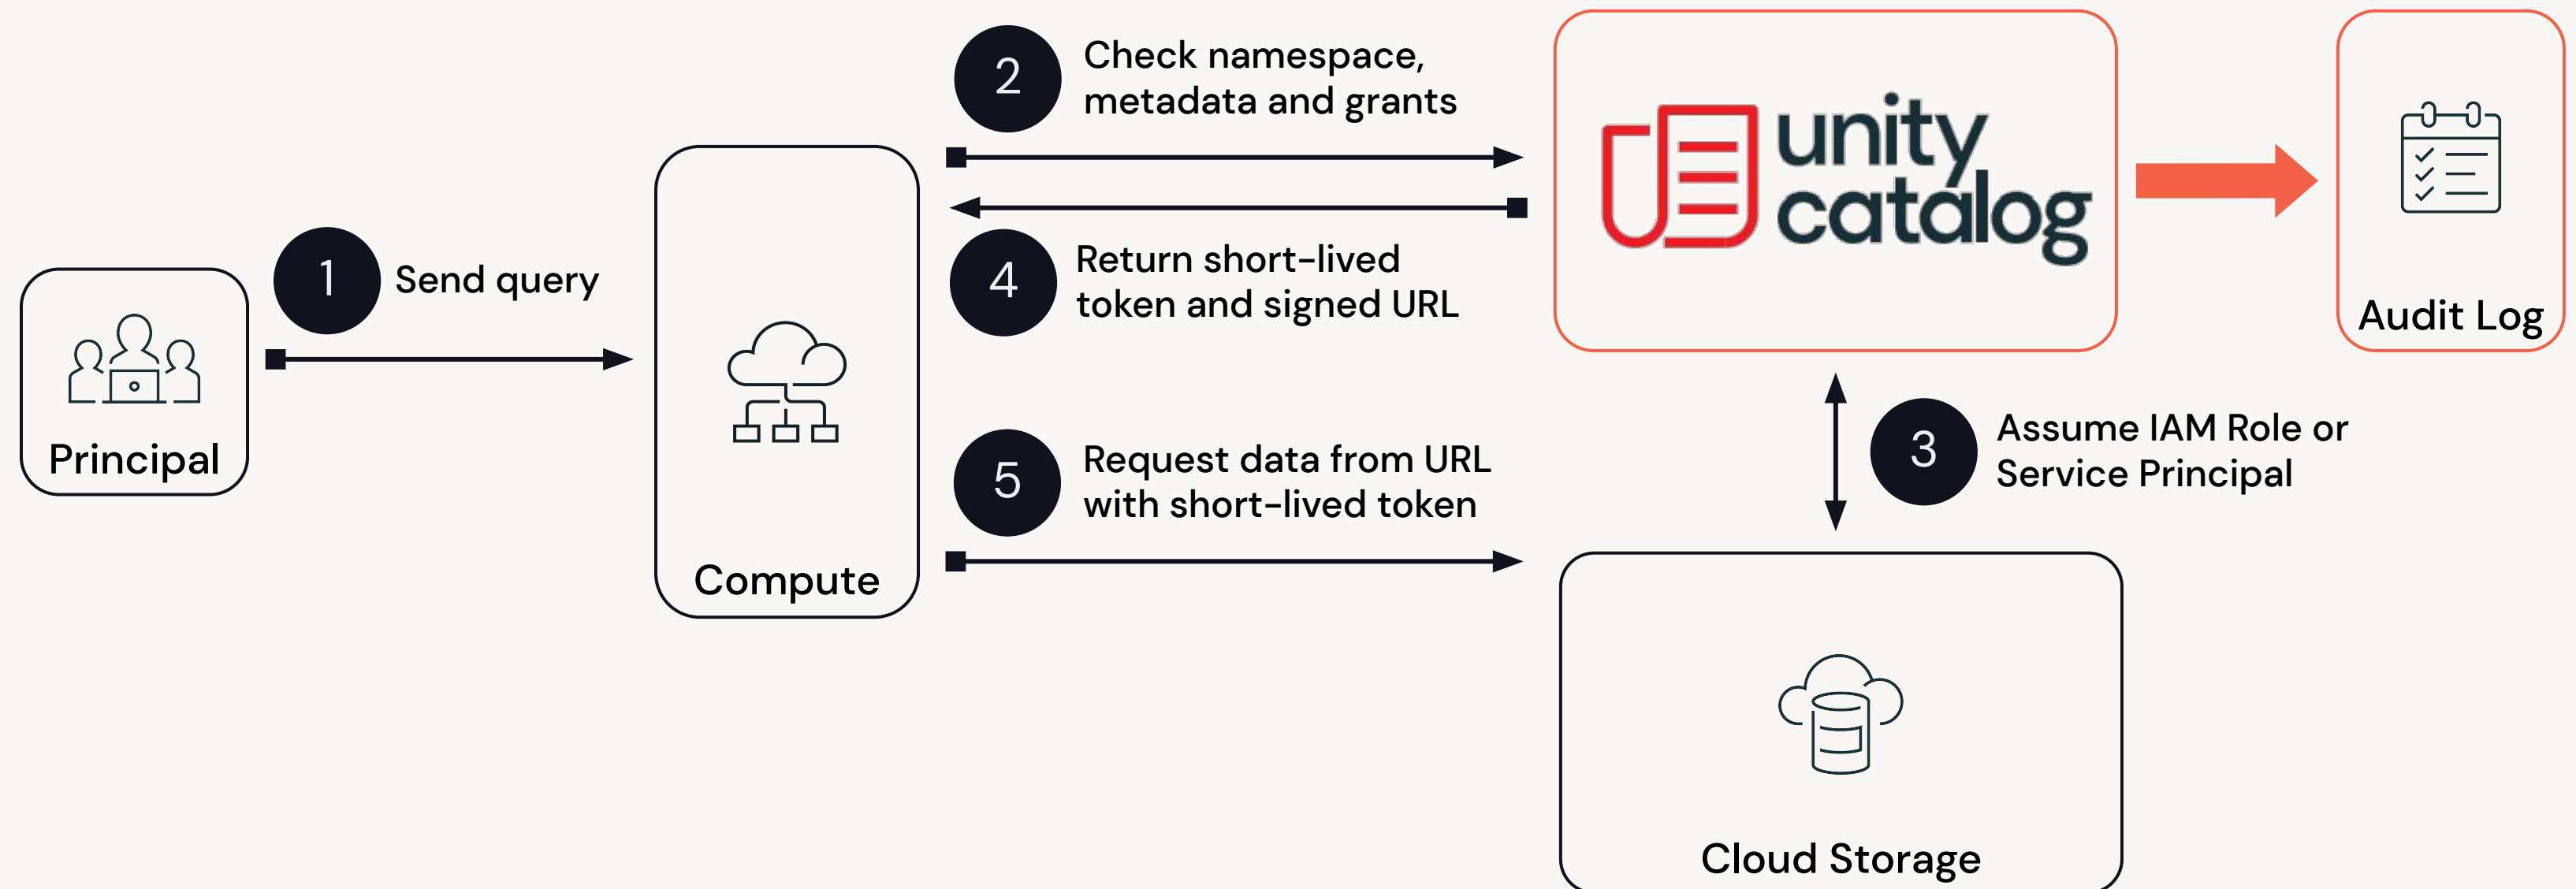 1
Send query
Principal
Compute
2
Check namespace,
metadata and grants
4
Return short-lived
token and signed URL
5
Request data from URL
with short-lived token
unity
catalog
Audit Log
3
Assume IAM Role or
Service Principal
Cloud Storage